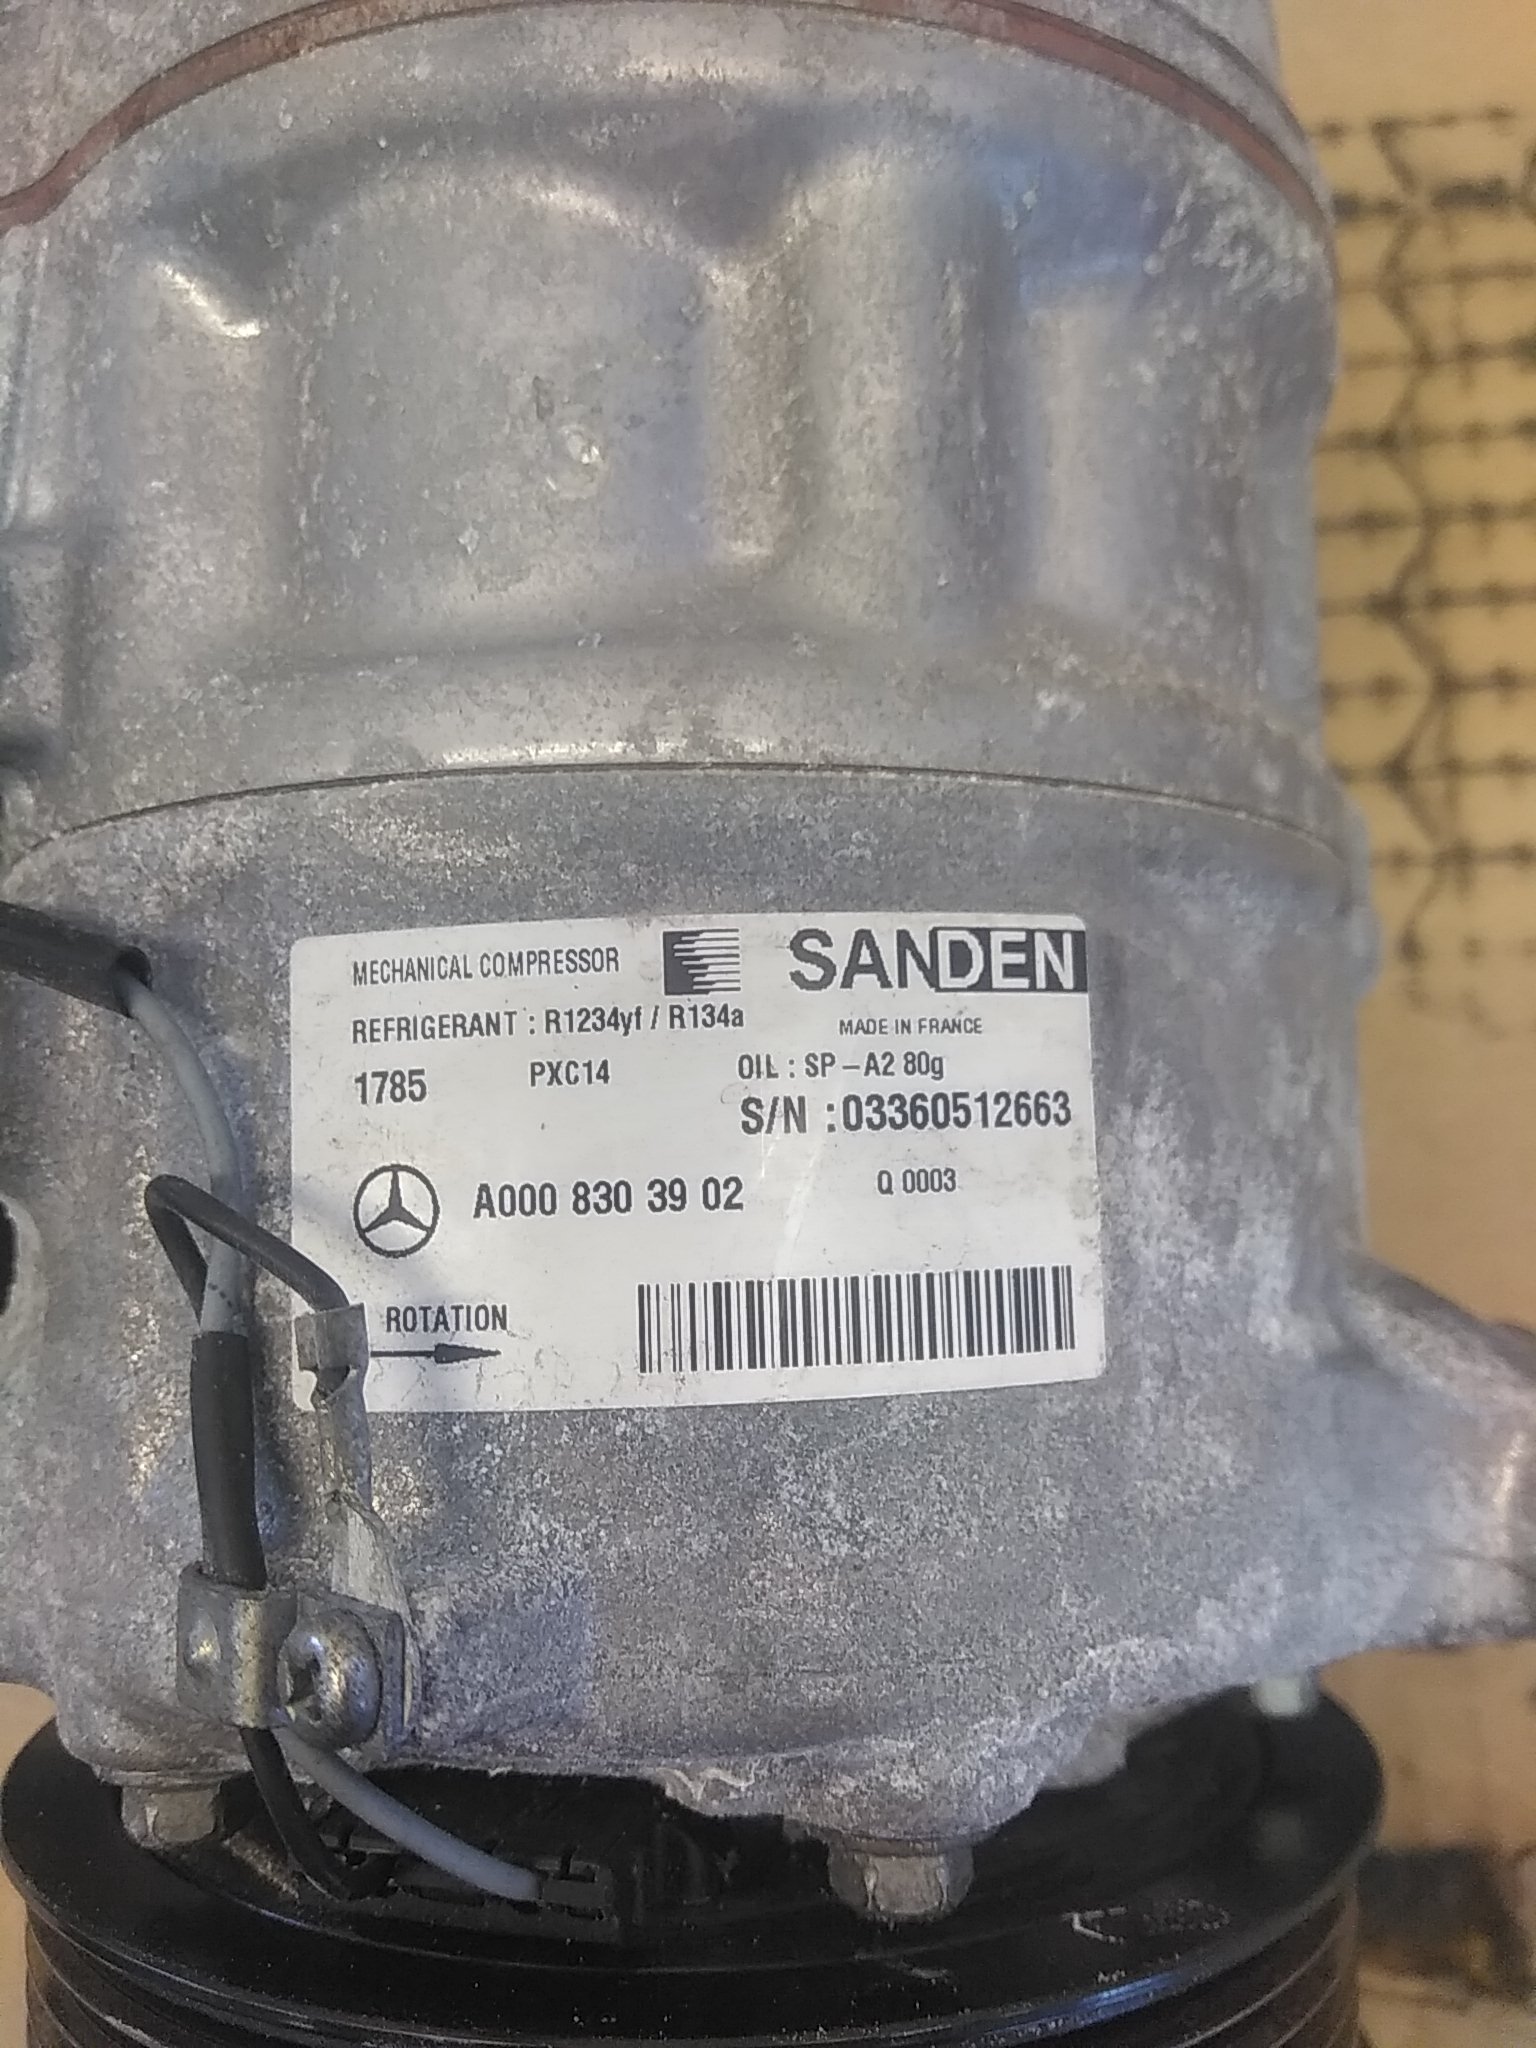 MECHANICAL COMPRESSOR SANDEN
REFRIGERANT : R1234yf / R134a
MADE IN FRANCE
1785 PXC14 OIL : SP-A2 80g
S/N :03360512663
A000 830 39 02 Q 0003
ROTATION